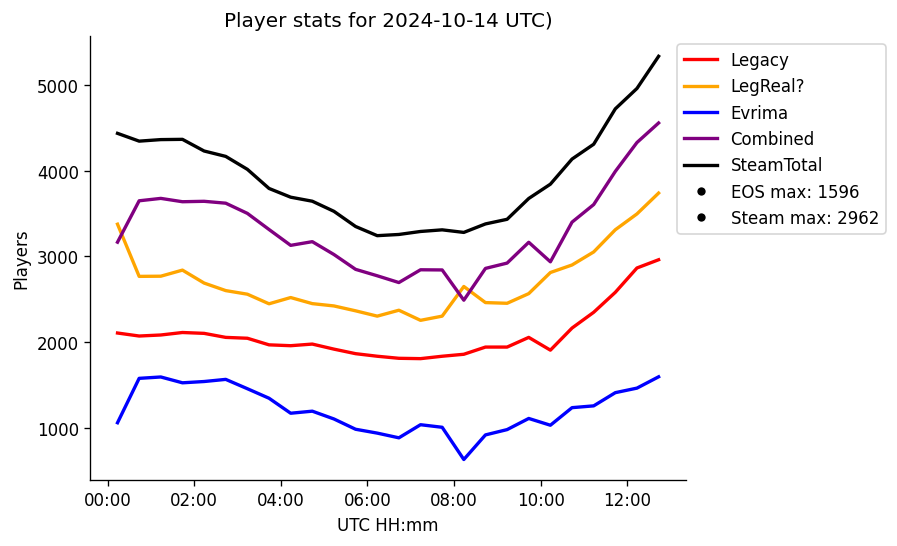 Player stats for 2024-10-14 UTC)
Legacy
LegReal?
Evrima
Combined
SteamTotal
EOS max: 1596
Steam max: 2962
Players
5000
4000
3000
2000
1000
00:00 02:00 04:00 06:00 08:00 10:00 12:00
UTC HH:mm